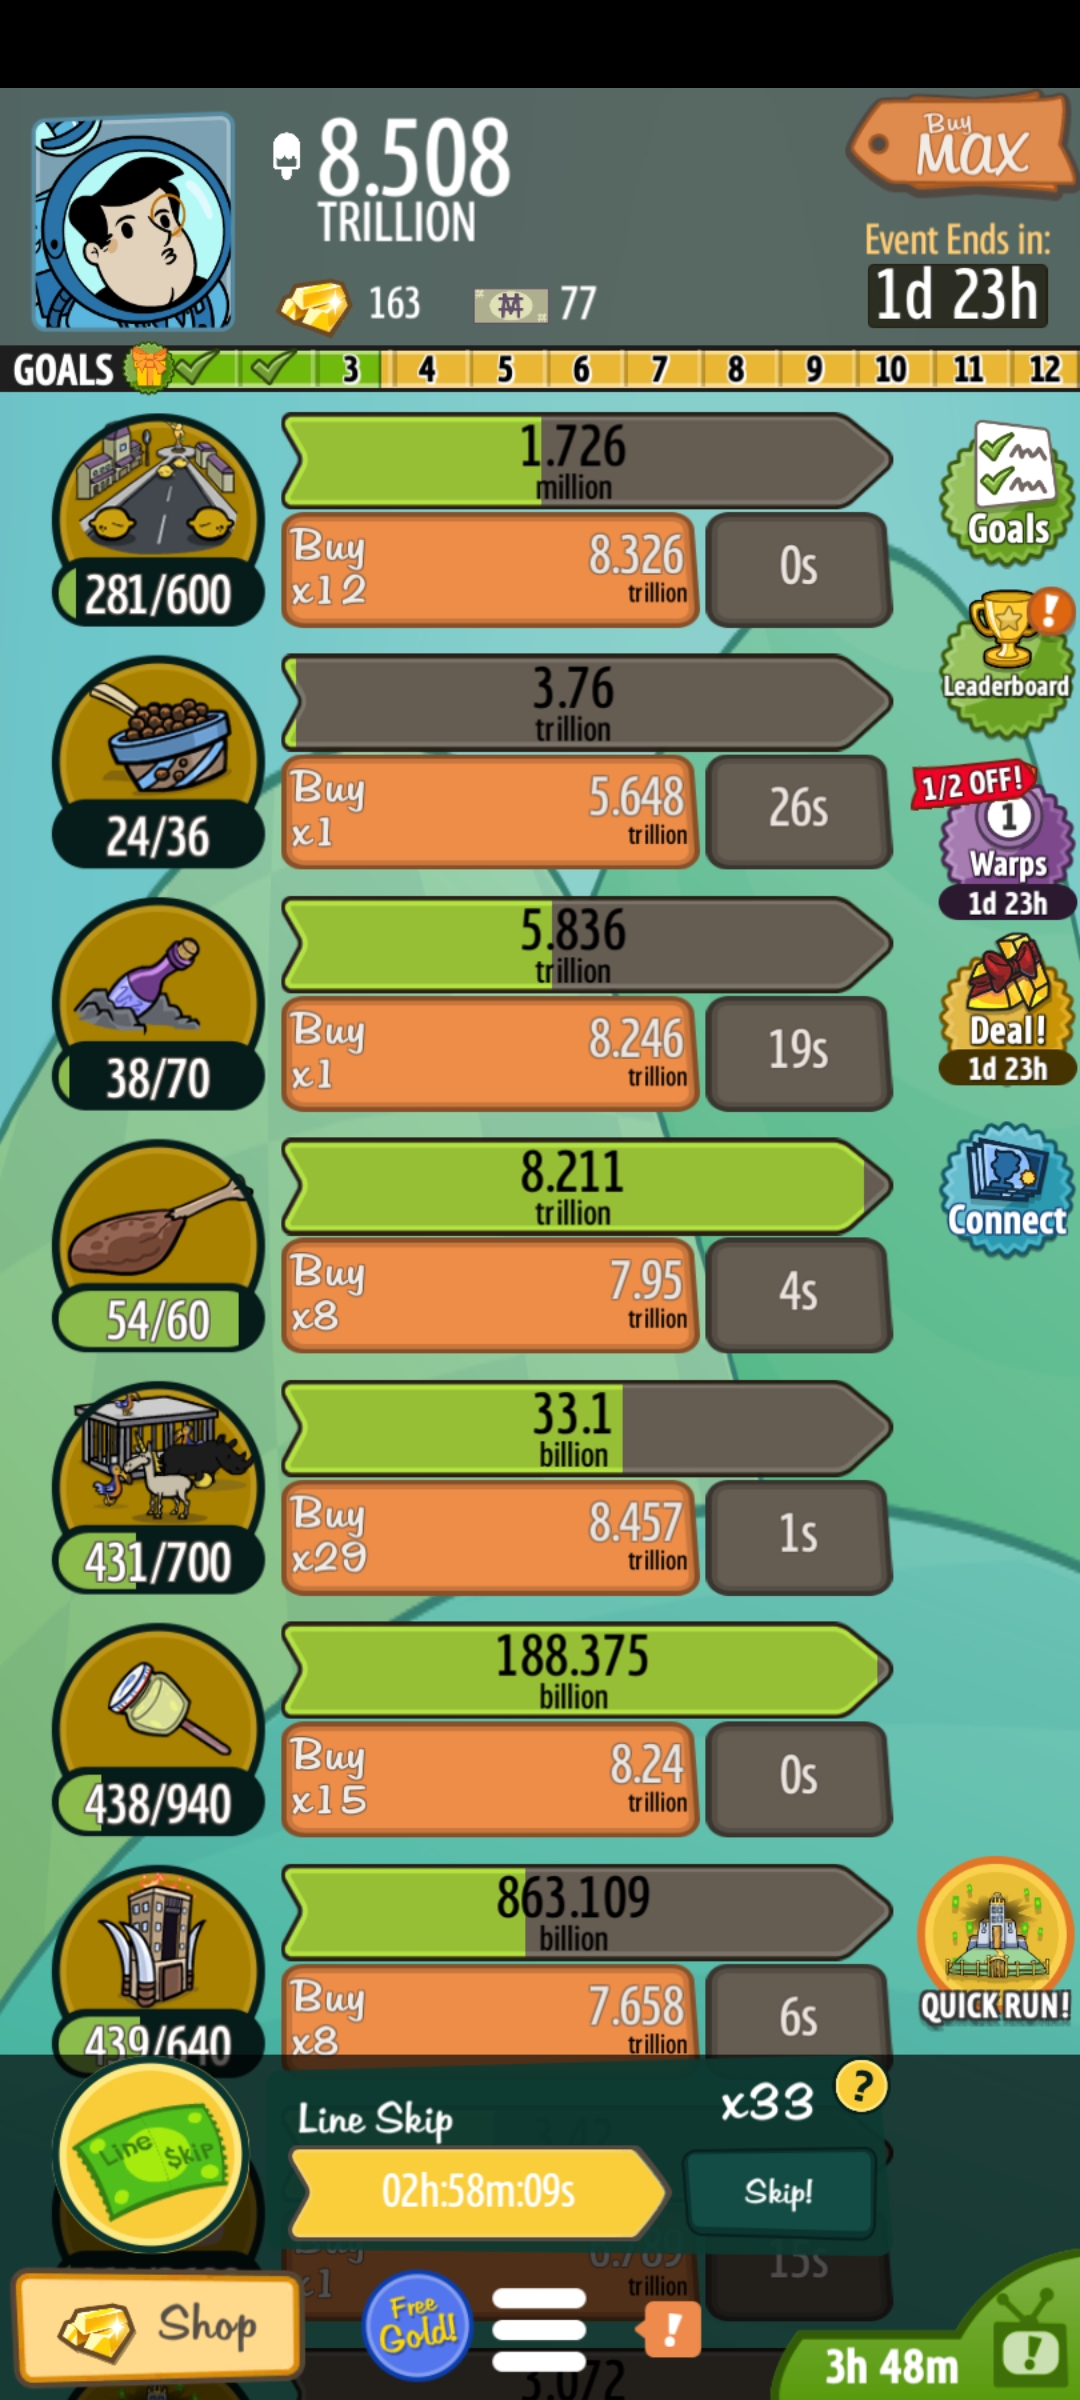 8.508
TRILLION
Buy
MAX
Event Ends in:
1d 23h
163
77
GOALS
3
4
5
6
7
8
9
10
11
12
1.726
million
281/600
Buy
x12
8.326
trillion
0s
Goals
Leaderboard
3.76
trillion
24/36
Buy
x1
5.648
trillion
26s
1/2 OFF!
1
Warps
1d 23h
5.836
trillion
38/70
Buy
x1
8.246
trillion
19s
Deal!
1d 23h
8.211
trillion
54/60
Buy
x8
7.95
trillion
4s
Connect
33.1
billion
431/700
Buy
x29
8.457
trillion
1s
188.375
billion
438/940
Buy
x15
8.24
trillion
0s
863.109
billion
439/640
Buy
x8
7.658
trillion
6s
QUICK RUN!
Line Skip
Line Skip
x33
?
02h:58m:09s
Skip!
Buy
x1
trillion
15s
Shop
Free
Gold!
!
3h 48m
!
3.072